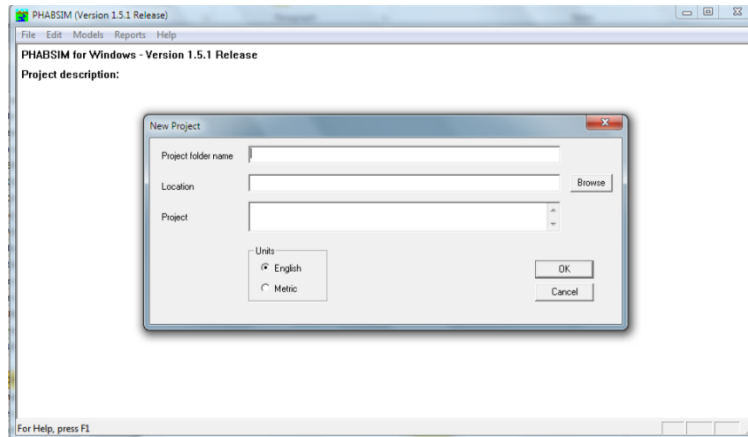 PHABSIM (Version 1.5.1 Release)
File Edit Models Reports Help
PHABSIM for Windows - Version 1.5.1 Release
Project description:
New Project
Project folder name
Location
Browse
Project
Units
English
Metric
OK
Cancel
For Help, press F1